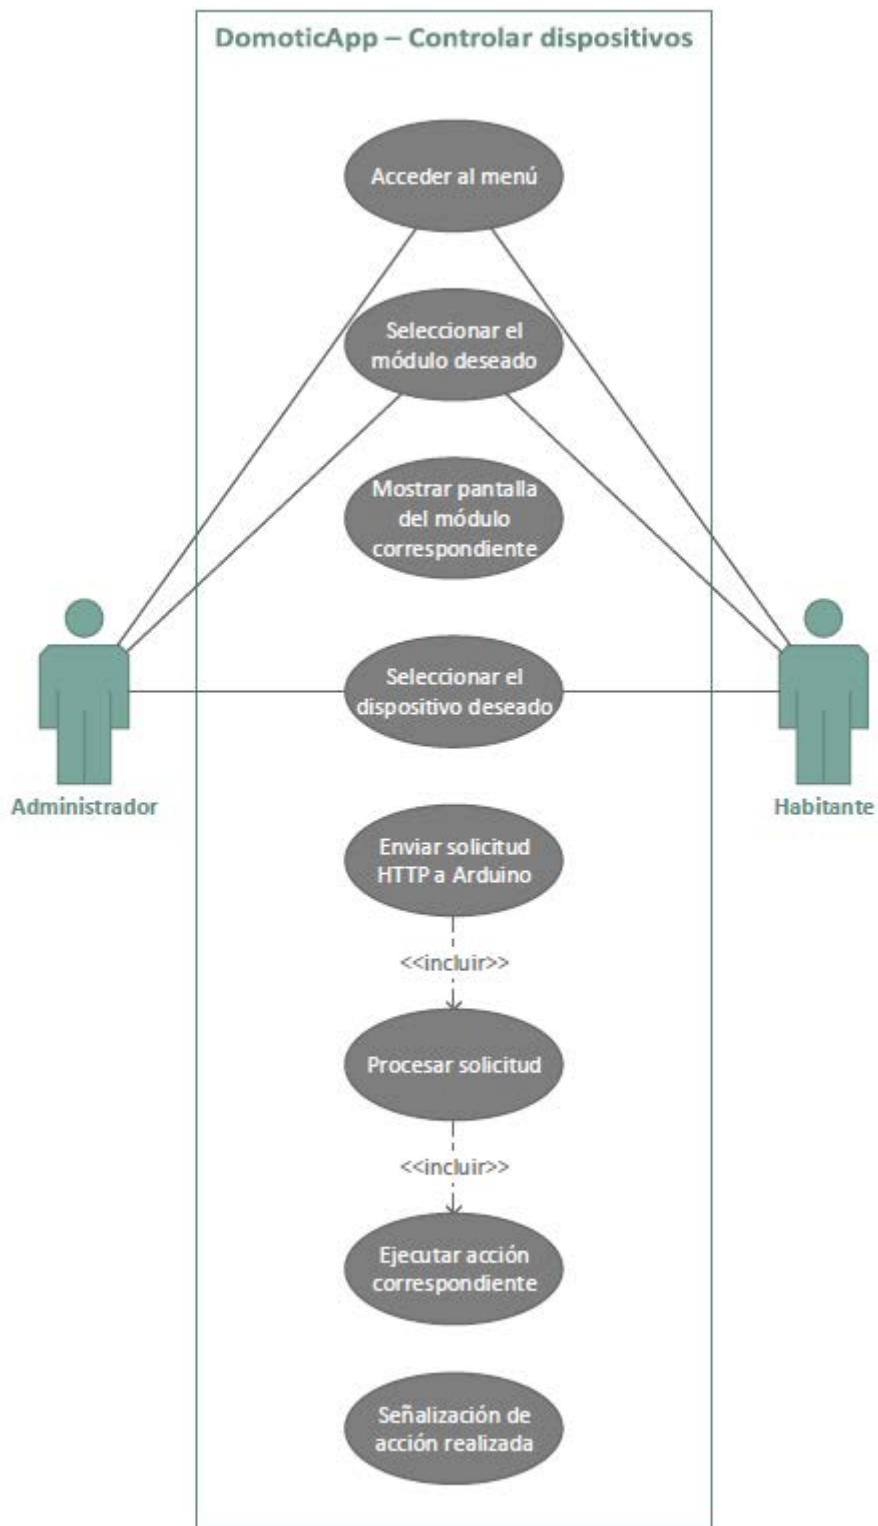 DomoticApp – Controlar dispositivos
Acceder al menú
Seleccionar el
módulo deseado
Mostrar pantalla
del módulo
correspondiente
Seleccionar el
dispositivo deseado
Administrador
Habitante
Enviar solicitud
HTTP a Arduino
<<incluir>>
Procesar solicitud
<<incluir>>
Ejecutar acción
correspondiente
Señalización de
acción realizada